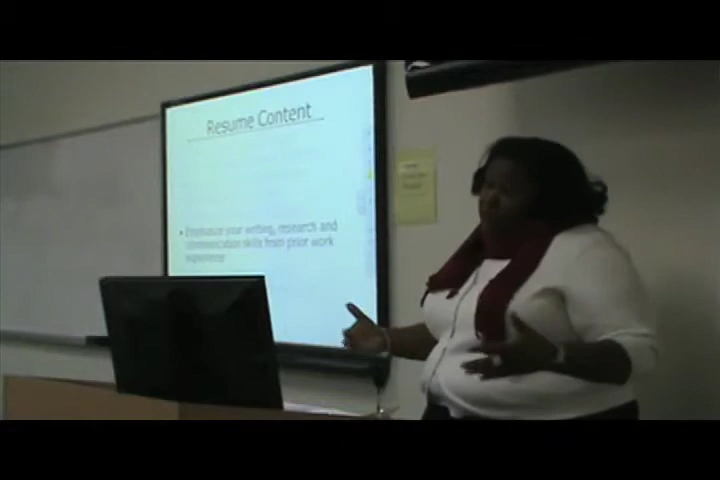 Resume Content
• Emphasize your writing, research and
communication skills from prior work
experience